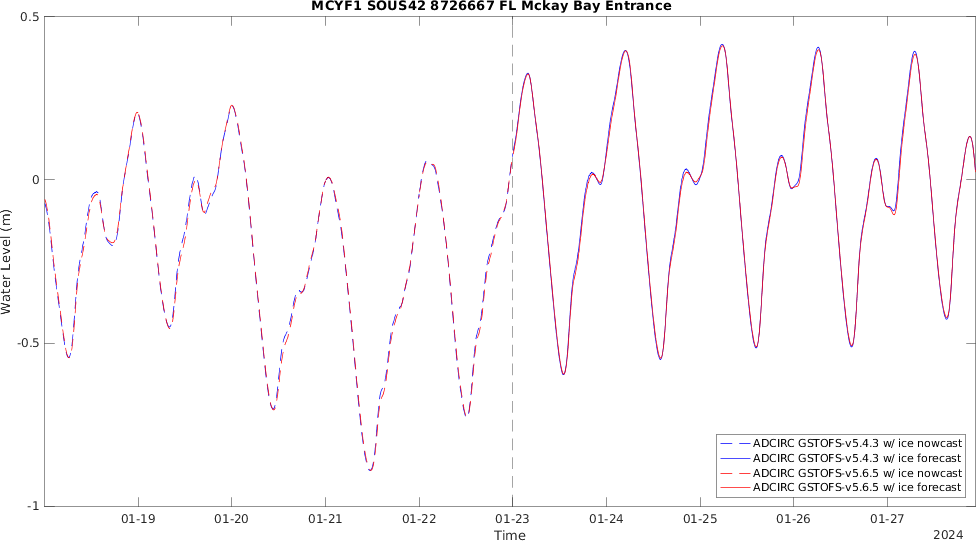 MCYF1 SOUS42 8726667 FL Mckay Bay Entrance
0.5
0
-0.5
-1
Water Level (m)
01-19 01-20 01-21 01-22 01-23 01-24 01-25 01-26 01-27
Time
2024
ADCIRC GSTOFS-v5.4.3 w/ ice nowcast
ADCIRC GSTOFS-v5.4.3 w/ ice forecast
ADCIRC GSTOFS-v5.6.5 w/ ice nowcast
ADCIRC GSTOFS-v5.6.5 w/ ice forecast